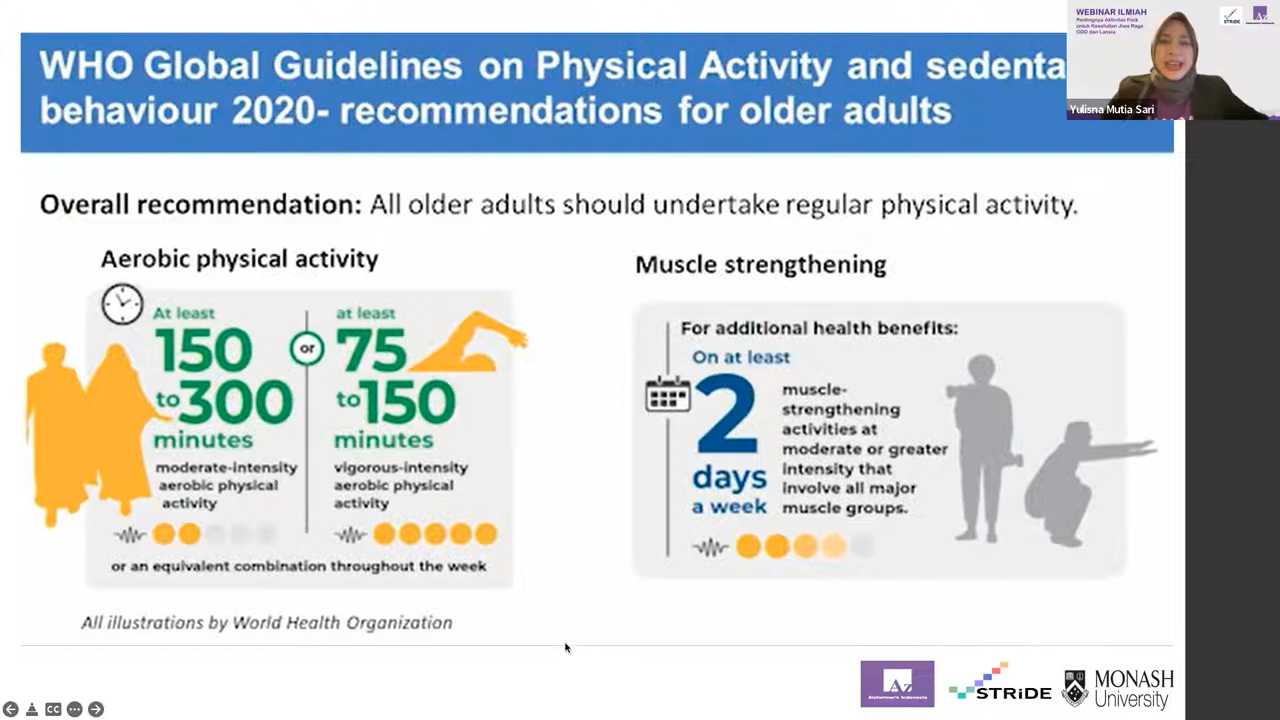 WHO Global Guidelines on Physical Activity and sedenta
behaviour 2020- recommendations for older adults
WEBINAR ILMIAH
Pentingnya Aktivitas Fisik
untuk Kesehatan Jiwa Raga
ODD dan Lansia
STRiDE
Az
Yulisna Mutia Sari
Overall recommendation: All older adults should undertake regular physical activity.
Aerobic physical activity
At least
150
to 300
minutes
moderate-intensity
aerobic physical
activity
or
at least
75
to 150
minutes
vigorous-intensity
aerobic physical
activity
or an equivalent combination throughout the week
Muscle strengthening
For additional health benefits:
On at least
2
days
a week
muscle-
strengthening
activities at
moderate or greater
intensity that
involve all major
muscle groups.
All illustrations by World Health Organization
Az
Alzheimer's Indonesia
STRiDE
MONASH
University
CC